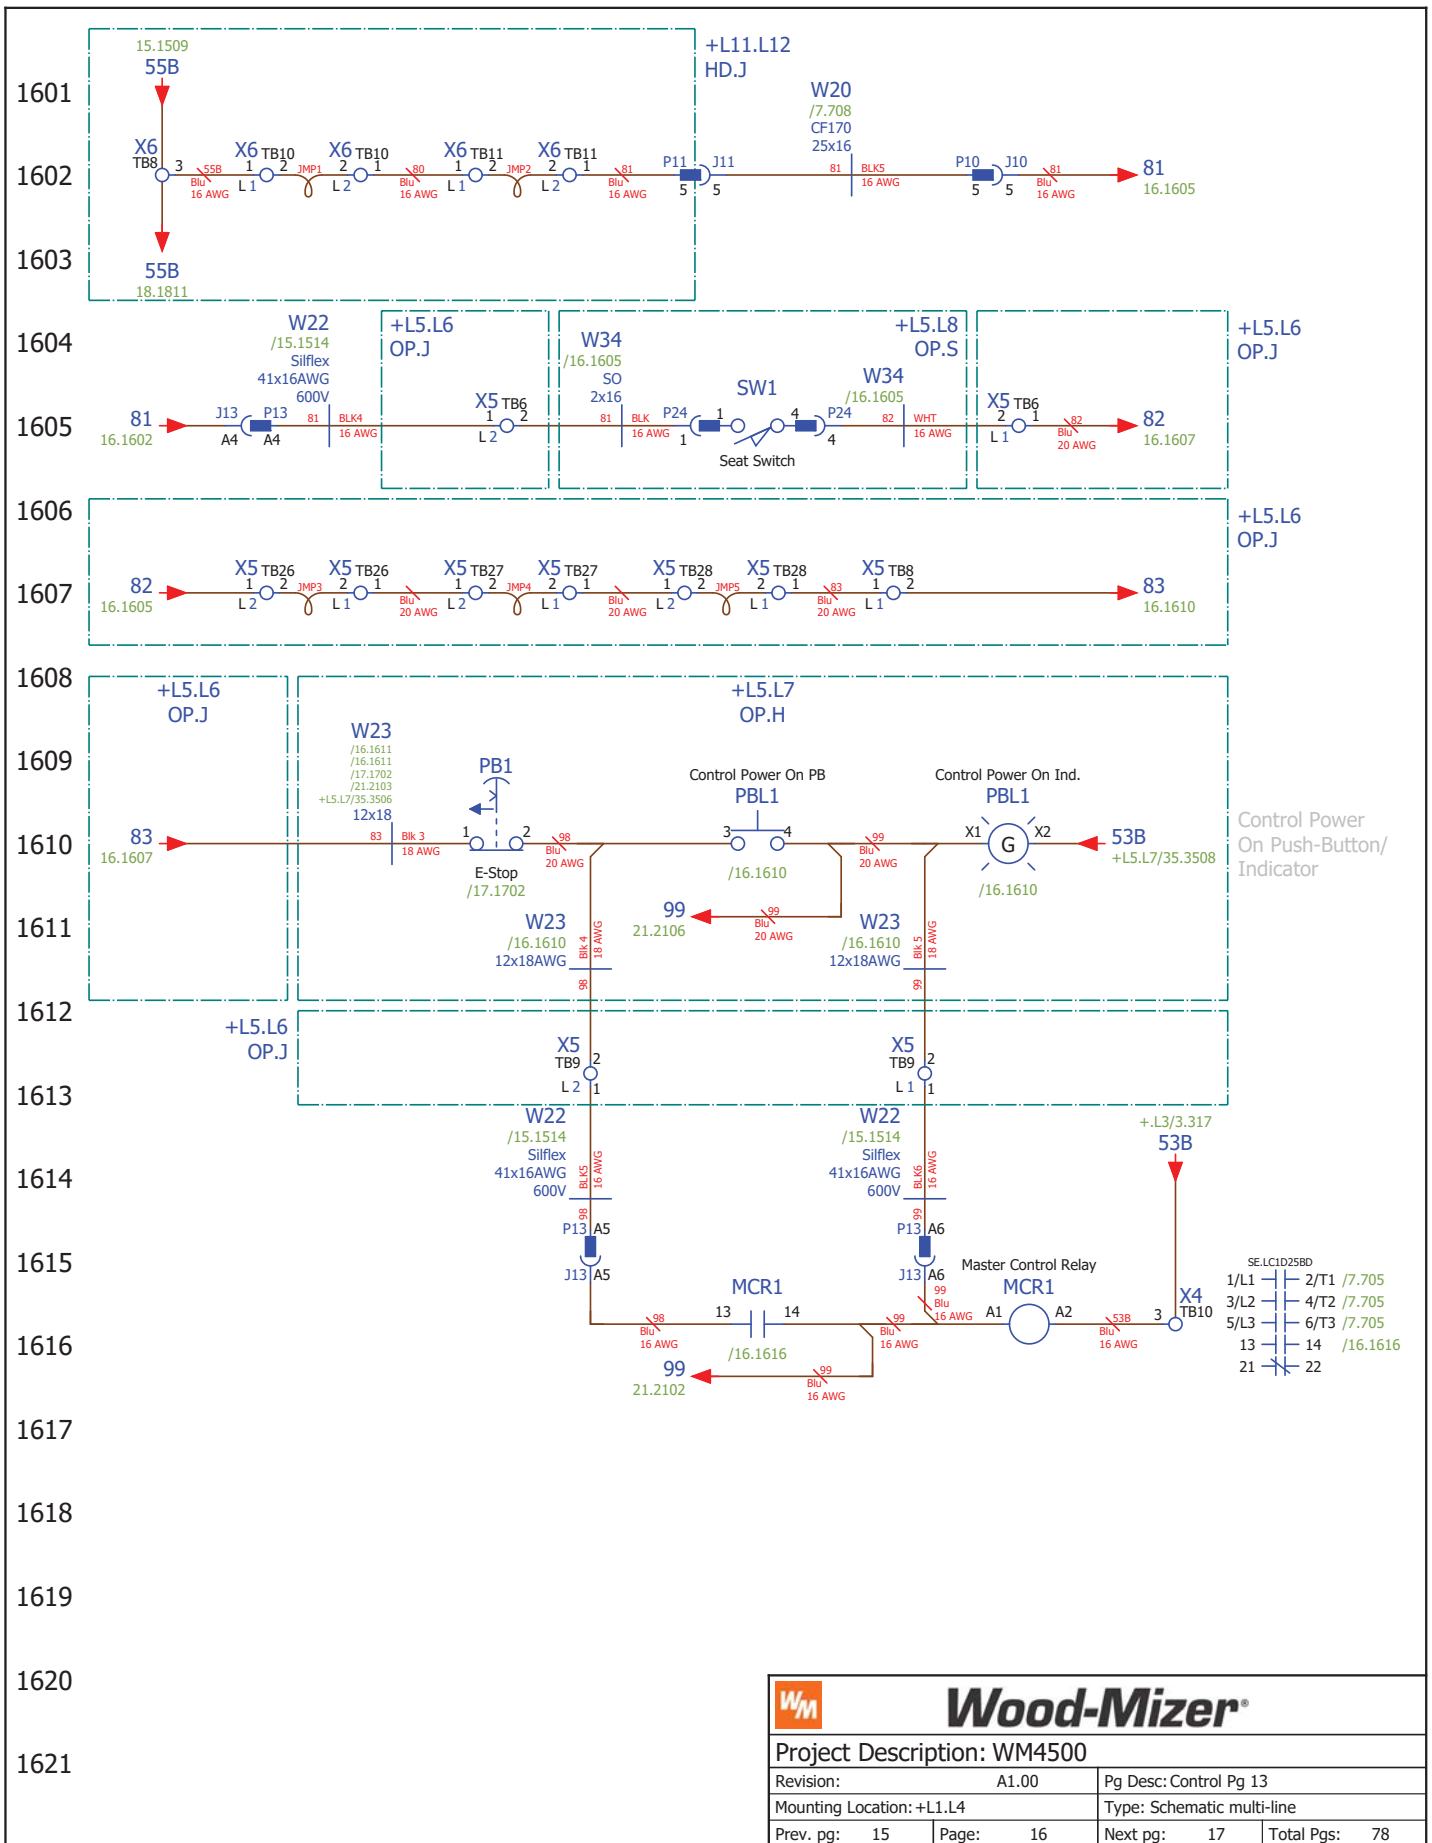 15.1509
55B
+L11.L12
HD.J
1601
W20
/7.708
CF170
25x16
X6
TB8
3
55B
Blu
16 AWG
X6 TB10
1 2
L 1
JMP1
X6 TB10
2 1
L 2
80
Blu
16 AWG
X6 TB11
1 2
L 1
JMP2
X6 TB11
2 1
L 2
81
Blu
16 AWG
P11 J11
5 5
81 BLK5
16 AWG
P10 J10
5 5
81
Blu
16 AWG
81
16.1605
1602
1603
55B
18.1811
1604
W22
/15.1514
Silflex
41x16AWG
600V
+L5.L6
OP.J
W34
/16.1605
SO
2x16
+L5.L8
OP.S
SW1
W34
/16.1605
+L5.L6
OP.J
1605
81
16.1602
J13 P13
A4 A4
81 BLK4
16 AWG
X5 TB6
1 2
L 2
81 BLK
16 AWG
P24
1
1
4
P24
4
Seat Switch
82 WHT
16 AWG
X5 TB6
2 1
L 1
82
Blu
20 AWG
82
16.1607
1606
+L5.L6
OP.J
1607
82
16.1605
X5 TB26
1 2
L 2
JMP3
X5 TB26
2 1
L 1
Blu
20 AWG
X5 TB27
1 2
L 2
JMP4
X5 TB27
2 1
L 1
Blu
20 AWG
X5 TB28
1 2
L 2
JMP5
X5 TB28
2 1
L 1
83
Blu
20 AWG
X5 TB8
1 2
L 1
83
16.1610
1608
+L5.L6
OP.J
+L5.L7
OP.H
1609
W23
/16.1611
/16.1611
/17.1702
/21.2103
+L5.L7/35.3506
12x18
PB1
Control Power On PB
PBL1
Control Power On Ind.
PBL1
1610
83
16.1607
83 Blk 3
18 AWG
1 2
E-Stop
/17.1702
98
Blu
20 AWG
3 4
/16.1610
99
Blu
20 AWG
X1 G X2
/16.1610
53B
+L5.L7/35.3508
Control Power
On Push-Button/
Indicator
1611
99
21.2106
99
Blu
20 AWG
W23
/16.1610
12x18AWG
Blk 4
18 AWG
98
W23
/16.1610
12x18AWG
Blk 5
18 AWG
99
1612
+L5.L6
OP.J
X5
TB9 2
L 2 1
X5
TB9 2
L 1 1
1613
W22
/15.1514
Silflex
41x16AWG
600V
BLK5
16 AWG
98
W22
/15.1514
Silflex
41x16AWG
600V
BLK6
16 AWG
99
+.L3/3.317
53B
1614
P13 A5
J13 A5
P13 A6
J13 A6
1615
MCR1
13 14
/16.1616
98
Blu
16 AWG
99
Blu
16 AWG
99
Blu
16 AWG
Master Control Relay
MCR1
A1 A2
53B
Blu
16 AWG
3
X4
TB10
SE.LC1D25BD
1/L1 2/T1 /7.705
3/L2 4/T2 /7.705
5/L3 6/T3 /7.705
13 14 /16.1616
21 22
1616
99
21.2102
99
Blu
16 AWG
1617
1618
1619
1620
1621
WM
Wood-Mizer®
Project Description: WM4500
Revision: A1.00
Pg Desc: Control Pg 13
Mounting Location: +L1.L4
Type: Schematic multi-line
Prev. pg: 15 Page: 16 Next pg: 17 Total Pgs: 78